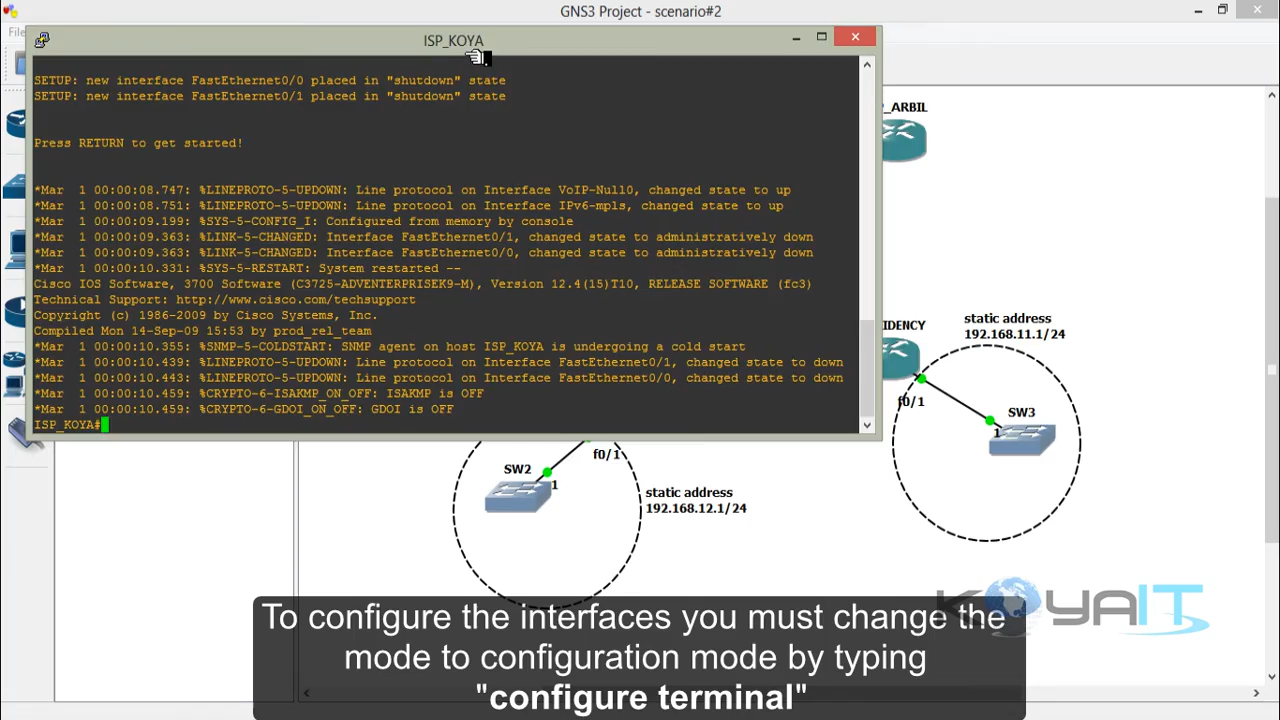 GNS3 Project - scenario#2
File
ISP_KOYA
SETUP: new interface FastEthernet0/0 placed in "shutdown" state
SETUP: new interface FastEthernet0/1 placed in "shutdown" state
Press RETURN to get started!
*Mar  1 00:00:08.747: %LINEPROTO-5-UPDOWN: Line protocol on Interface VoIP-Null0, changed state to up
*Mar  1 00:00:08.751: %LINEPROTO-5-UPDOWN: Line protocol on Interface IPv6-mpls, changed state to up
*Mar  1 00:00:09.199: %SYS-5-CONFIG_I: Configured from memory by console
*Mar  1 00:00:09.363: %LINK-5-CHANGED: Interface FastEthernet0/1, changed state to administratively down
*Mar  1 00:00:09.363: %LINK-5-CHANGED: Interface FastEthernet0/0, changed state to administratively down
*Mar  1 00:00:10.331: %SYS-5-RESTART: System restarted --
Cisco IOS Software, 3700 Software (C3725-ADVENTERPRISEK9-M), Version 12.4(15)T10, RELEASE SOFTWARE (fc3)
Technical Support: http://www.cisco.com/techsupport
Copyright (c) 1986-2009 by Cisco Systems, Inc.
Compiled Mon 14-Sep-09 15:53 by prod_rel_team
*Mar  1 00:00:10.355: %SNMP-5-COLDSTART: SNMP agent on host ISP_KOYA is undergoing a cold start
*Mar  1 00:00:10.439: %LINEPROTO-5-UPDOWN: Line protocol on Interface FastEthernet0/1, changed state to down
*Mar  1 00:00:10.443: %LINEPROTO-5-UPDOWN: Line protocol on Interface FastEthernet0/0, changed state to down
*Mar  1 00:00:10.459: %CRYPTO-6-ISAKMP_ON_OFF: ISAKMP is OFF
*Mar  1 00:00:10.459: %CRYPTO-6-GDOI_ON_OFF: GDOI is OFF
ISP_KOYA#
_ARBIL
IDENCY
static address
192.168.11.1/24
f0/1
SW3
1
f0/1
SW2
1
static address
192.168.12.1/24
KOYAIT
To configure the interfaces you must change the
mode to configuration mode by typing
"configure terminal"